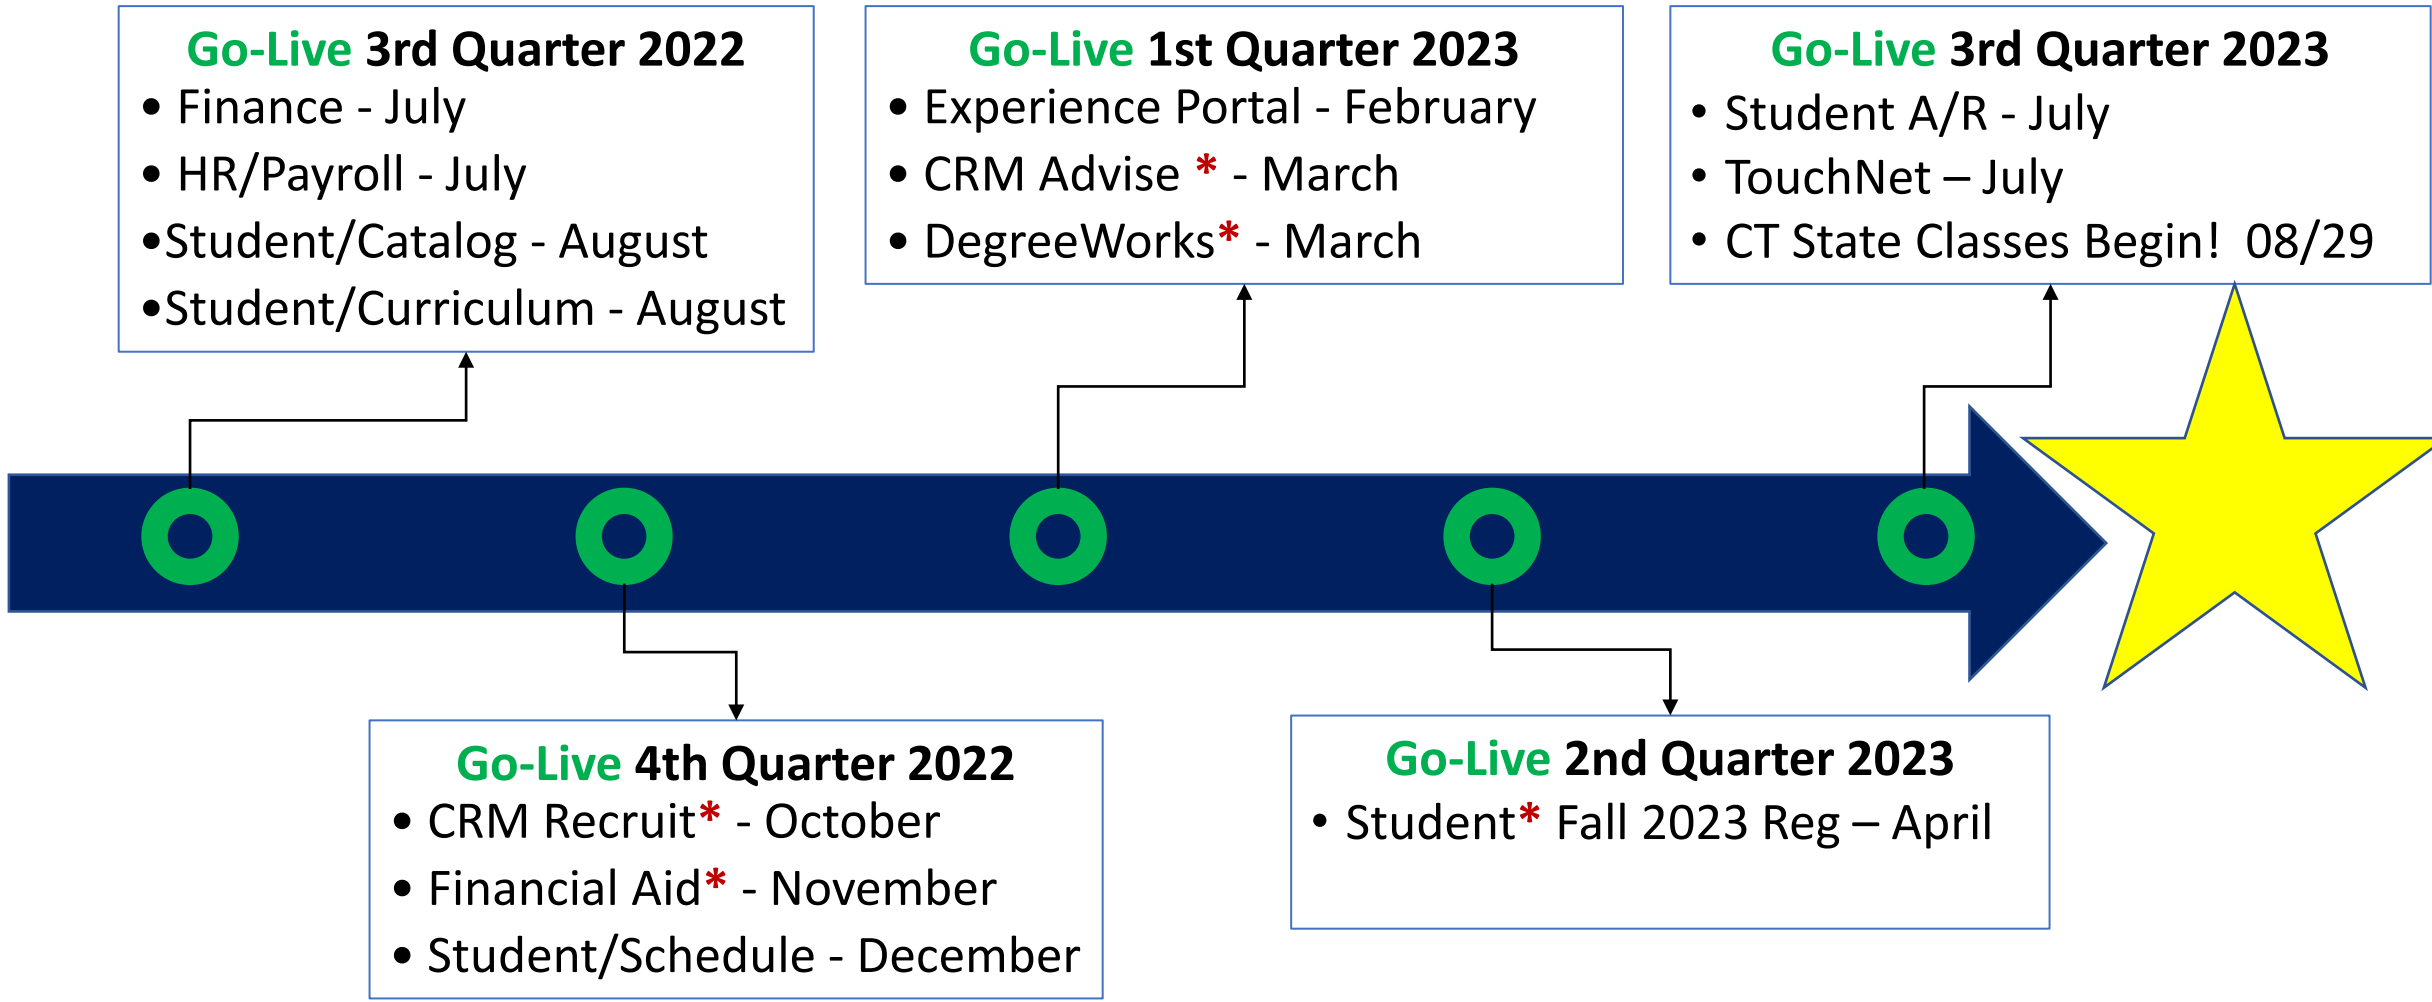 Go-Live 3rd Quarter 2022
• Finance - July
• HR/Payroll - July
•Student/Catalog - August
•Student/Curriculum - August
Go-Live 4th Quarter 2022
• CRM Recruit* - October
• Financial Aid* - November
• Student/Schedule - December
Go-Live 1st Quarter 2023
• Experience Portal - February
• CRM Advise * - March
• DegreeWorks* - March
Go-Live 2nd Quarter 2023
• Student* Fall 2023 Reg – April
Go-Live 3rd Quarter 2023
• Student A/R - July
• TouchNet – July
• CT State Classes Begin!  08/29